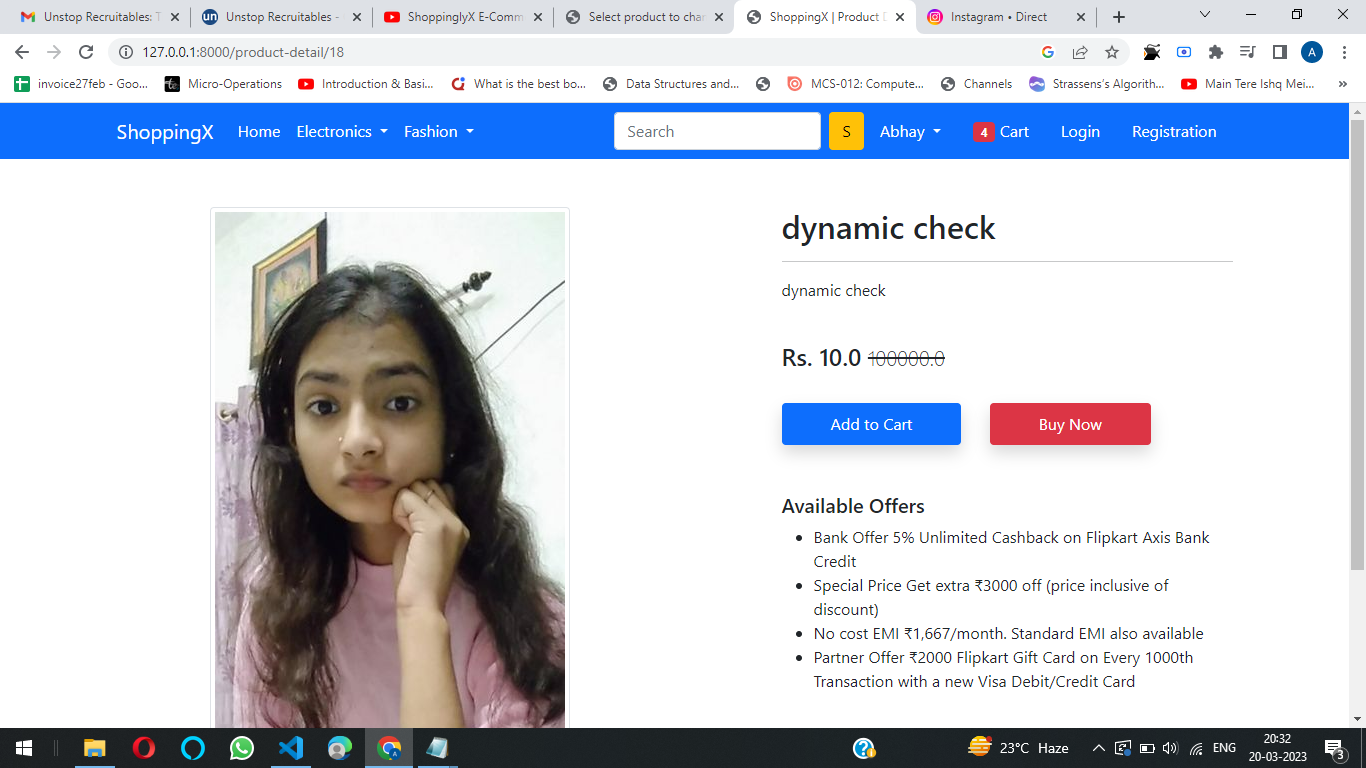 Unstop Recruitables: T
Unstop Recruitables -
ShoppinglyX E-Comm
Select product to chan
ShoppingX | Product D
Instagram • Direct
127.0.0.1:8000/product-detail/18
A
invoice27feb - Goo...
Micro-Operations
Introduction & Basi...
What is the best bo...
Data Structures and...
MCS-012: Compute...
Channels
Strassens's Algorith...
Main Tere Ishq Mei...
»
ShoppingX
Home
Electronics
Fashion
Search
S
Abhay
4 Cart
Login
Registration
dynamic check
dynamic check
Rs. 10.0 100000.0
Add to Cart
Buy Now
Available Offers
• Bank Offer 5% Unlimited Cashback on Flipkart Axis Bank
Credit
• Special Price Get extra ₹3000 off (price inclusive of
discount)
• No cost EMI ₹1,667/month. Standard EMI also available
• Partner Offer ₹2000 Flipkart Gift Card on Every 1000th
Transaction with a new Visa Debit/Credit Card
23°C Haze
ENG
20:32
20-03-2023
3